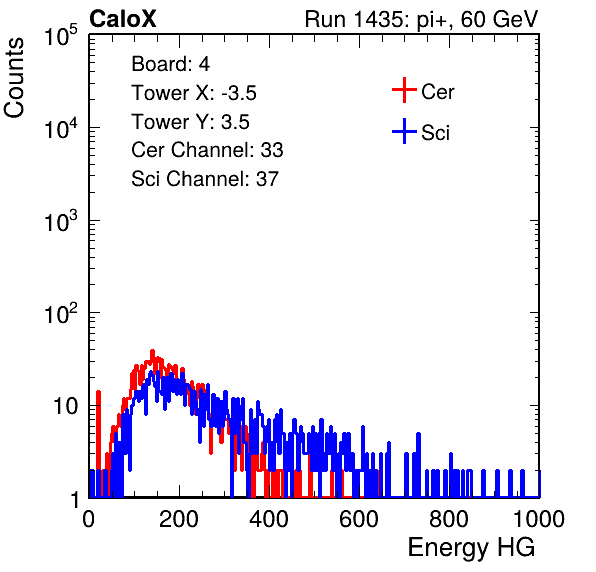 CaloX Run 1435: pi+, 60 GeV
Counts
Board: 4
Tower X: -3.5
Tower Y: 3.5
Cer Channel: 33
Sci Channel: 37
Cer
Sci
10^5
10^4
10^3
10^2
10
1
0 200 400 600 800 1000
Energy HG